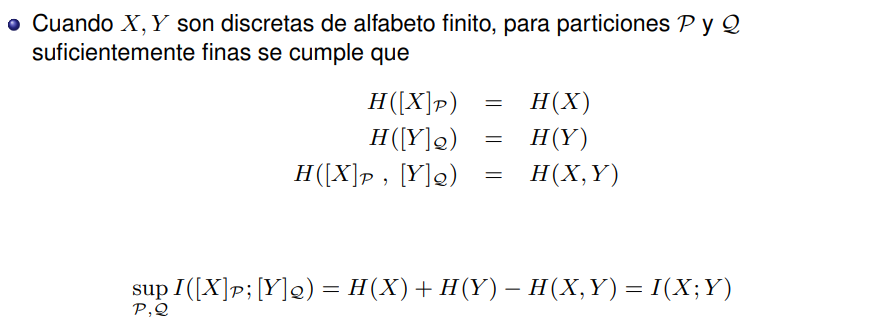 Cuando X, Y son discretas de alfabeto finito, para particiones 𝒫 y 𝒬
suficientemente finas se cumple que
H([X]_𝒫) = H(X)
H([Y]_𝒬) = H(Y)
H([X]_𝒫 , [Y]_𝒬) = H(X, Y)
sup_{𝒫,𝒬} I([X]_𝒫; [Y]_𝒬) = H(X) + H(Y) − H(X, Y) = I(X; Y)